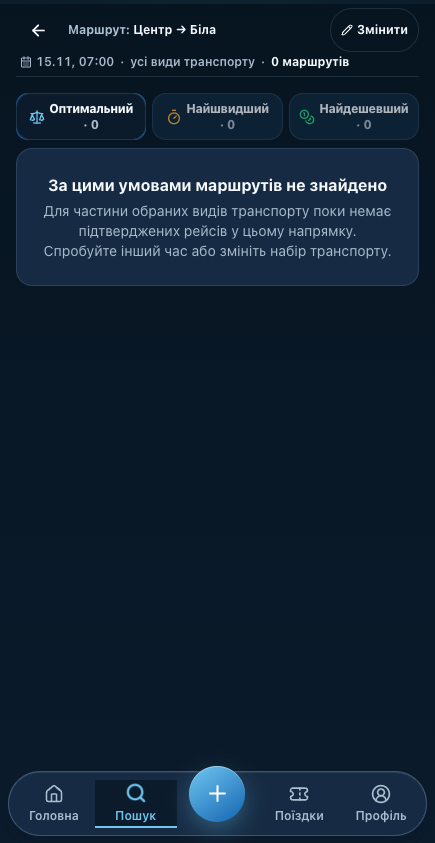 Маршрут: Центр → Біла
Змінити
15.11, 07:00 · усі види транспорту · 0 маршрутів
Оптимальний
· 0
Найшвидший
· 0
Найдешевший
· 0
За цими умовами маршрутів не знайдено
Для частини обраних видів транспорту поки немає
підтверджених рейсів у цьому напрямку.
Спробуйте інший час або змініть набір транспорту.
Головна
Пошук
Поїздки
Профіль